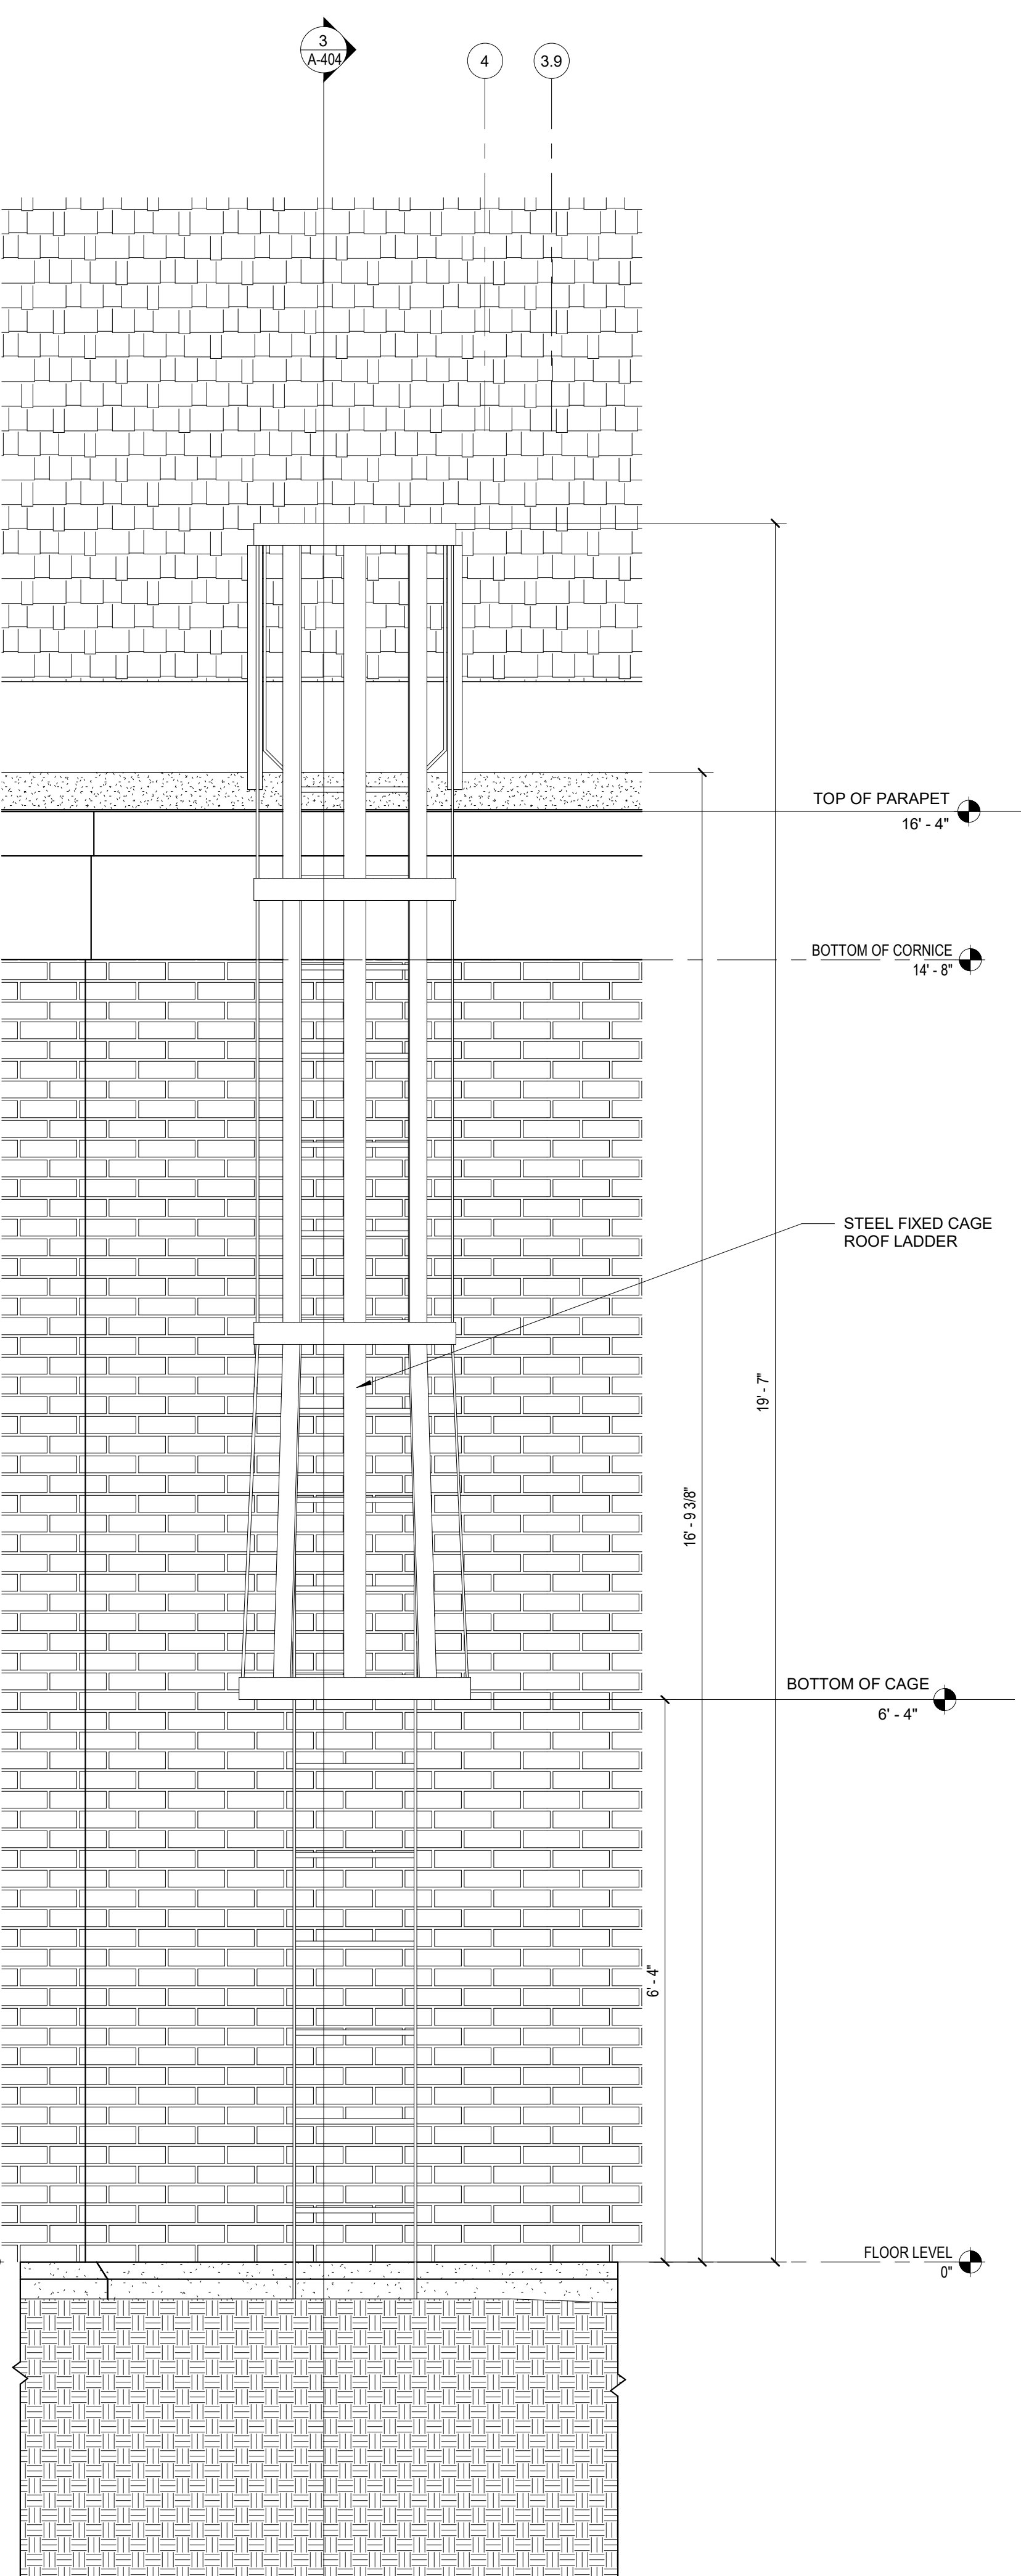 3
A-404
4
3.9
TOP OF PARAPET
16' - 4"
BOTTOM OF CORNICE
14' - 8"
STEEL FIXED CAGE
ROOF LADDER
19' - 7"
16' - 9 3/8"
BOTTOM OF CAGE
6' - 4"
6' - 4"
FLOOR LEVEL
0"